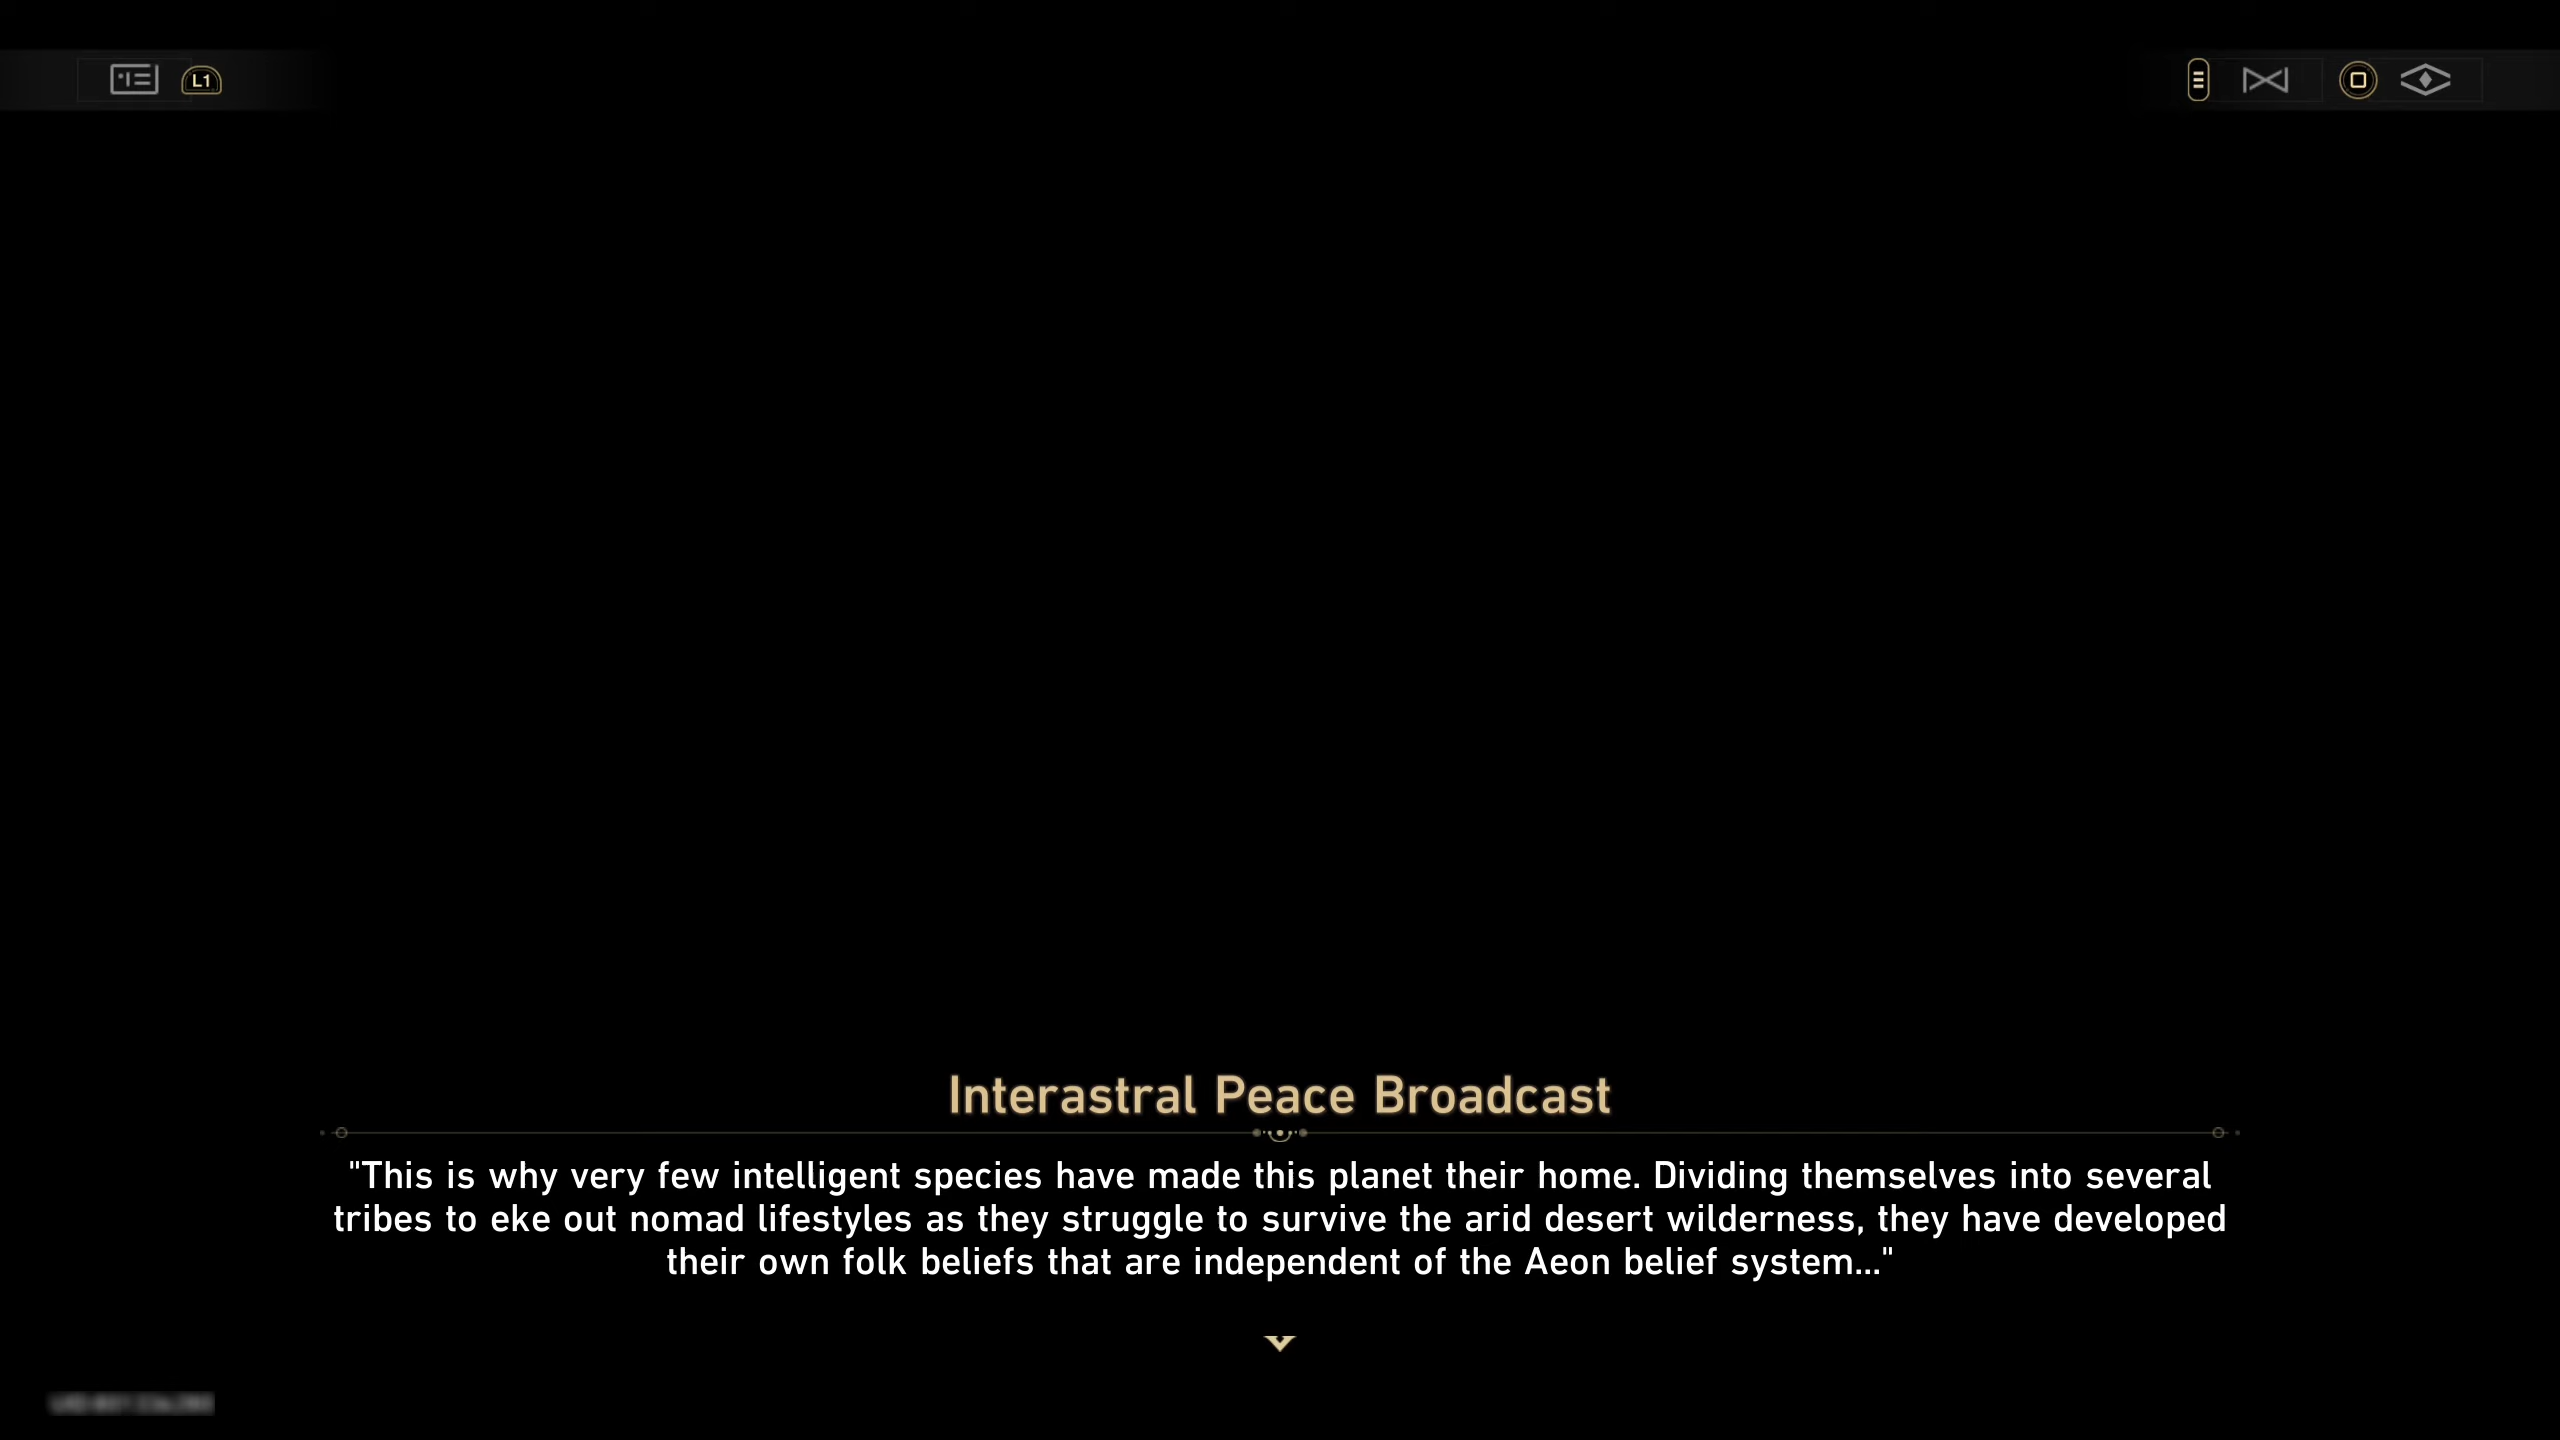 L1
Interastral Peace Broadcast
"This is why very few intelligent species have made this planet their home. Dividing themselves into several
tribes to eke out nomad lifestyles as they struggle to survive the arid desert wilderness, they have developed
their own folk beliefs that are independent of the Aeon belief system..."